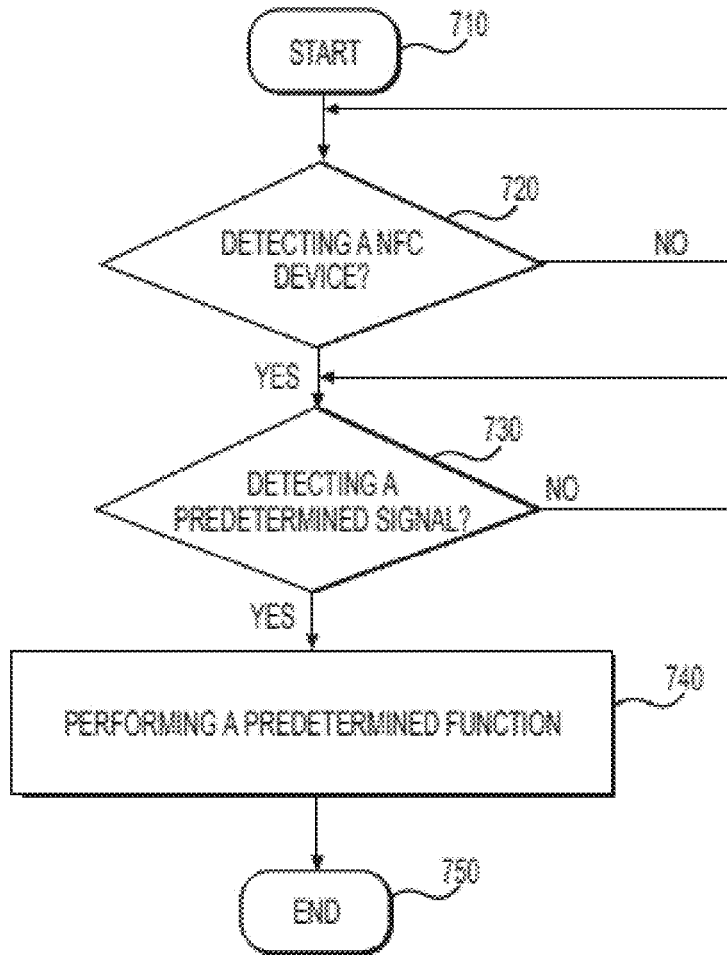 START
710
720
DETECTING A NFC
DEVICE?
NO
YES
730
DETECTING A
PREDETERMINED SIGNAL?
NO
YES
740
PERFORMING A PREDETERMINED FUNCTION
750
END